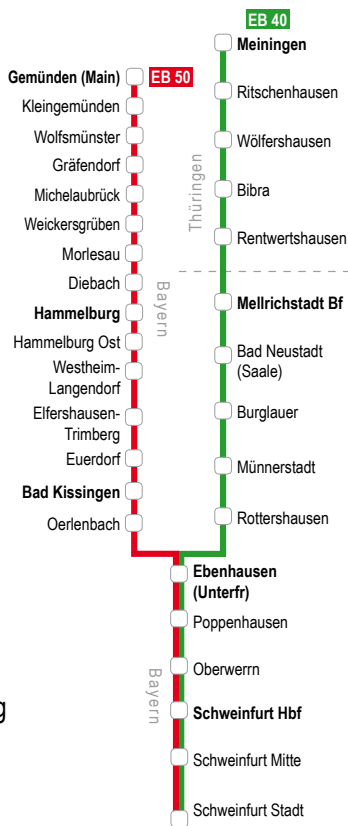 EB 40
Meiningen
Ritschenhausen
Wölfershausen
Bibra
Rentwertshausen
Thüringen
Mellrichstadt Bf
Bad Neustadt
(Saale)
Burglauer
Münnerstadt
Rottershausen
EB 50
Gemünden (Main)
Kleingemünden
Wolfsmünster
Gräfendorf
Michelaubrück
Weickersgrüben
Morlesau
Diebach
Hammelburg
Hammelburg Ost
Westheim-
Langendorf
Elfershausen-
Trimberg
Euerdorf
Bad Kissingen
Oerlenbach
Bayern
Ebenhausen
(Unterfr)
Poppenhausen
Oberwerrn
Schweinfurt Hbf
Schweinfurt Mitte
Schweinfurt Stadt
Bayern
g